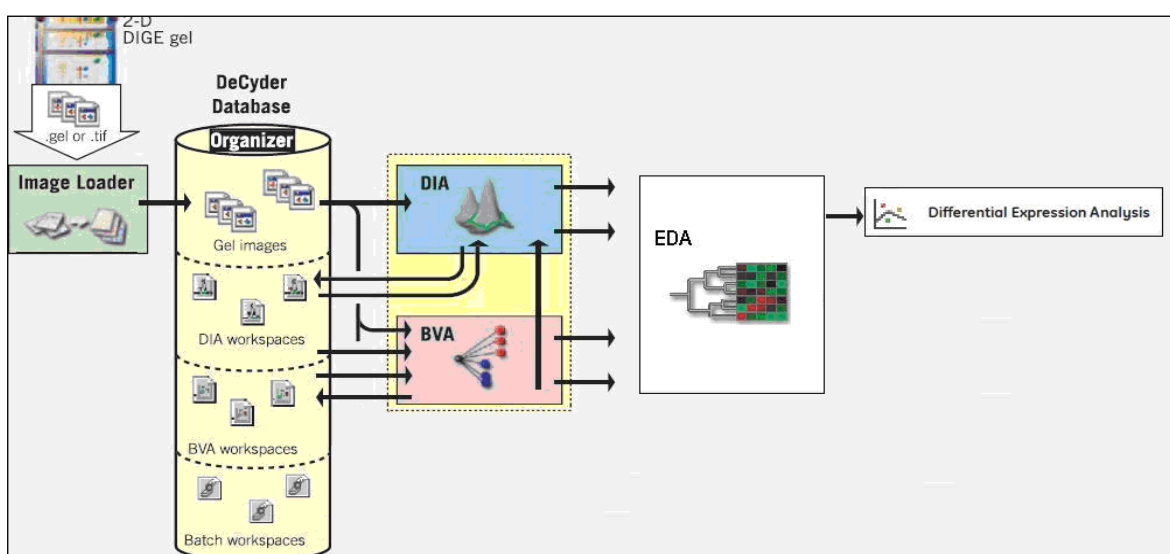 2-D
DIGE gel
.gel or .tif
Image Loader
DeCyder
Database
Organizer
Gel images
DIA workspaces
BVA workspaces
Batch workspaces
DIA
BVA
EDA
Differential Expression Analysis